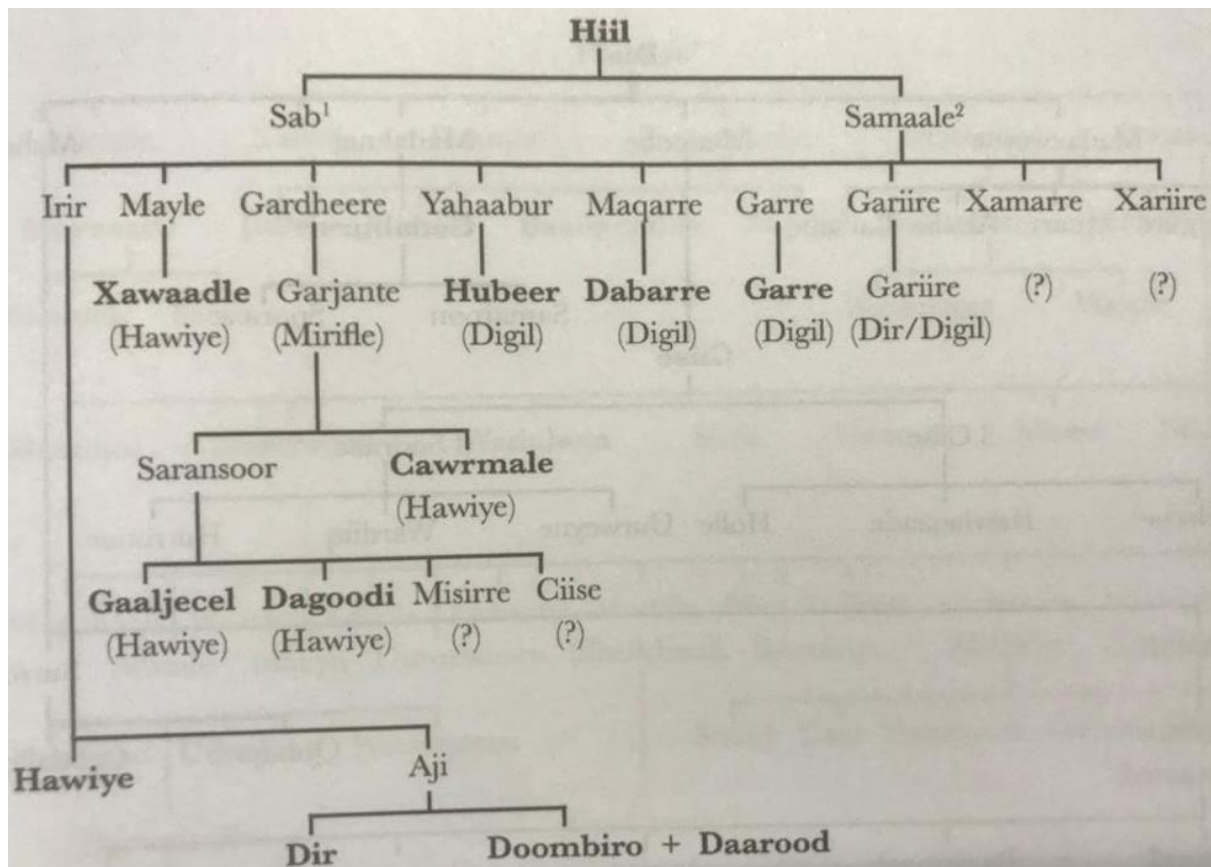 Hiil
Sab¹ Samaale²
Irir Mayle Gardheere Yahaabur Maqarre Garre Gariire Xamarre Xariire
Xawaadle Garjante Hubeer Dabarre Garre Gariire (?) (?)
(Hawiye) (Mirifle) (Digil) (Digil) (Digil) (Dir/Digil)
Saransoor Cawrmale
(Hawiye)
Gaaljecel Dagoodi Misirre Ciise
(Hawiye) (Hawiye) (?) (?)
Hawiye Aji
Dir Doombiro + Daarood